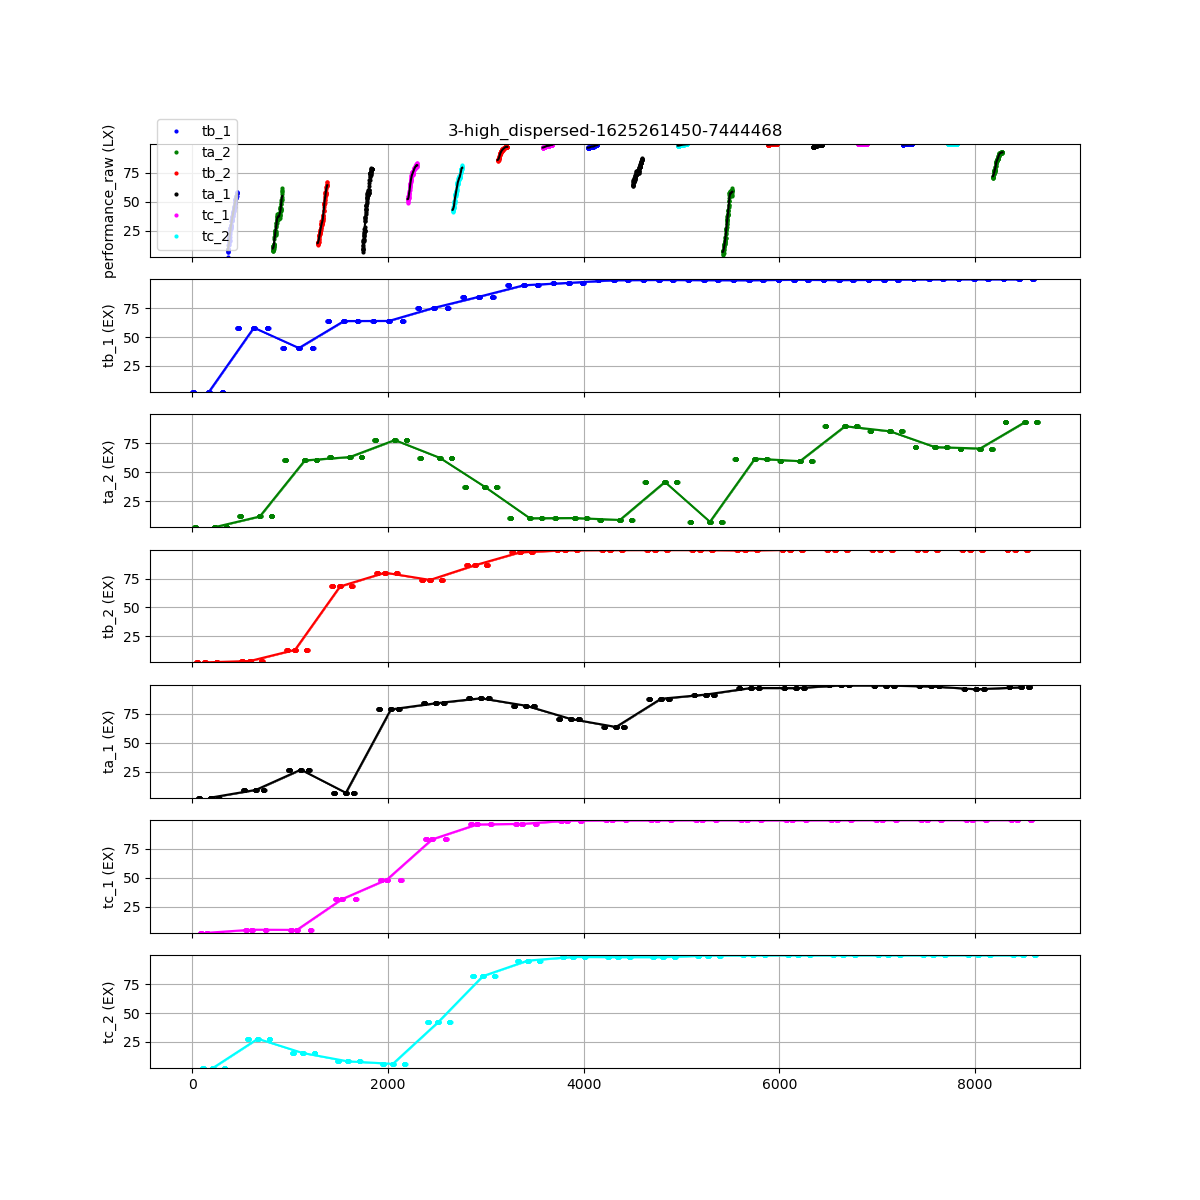 3-high_dispersed-1625261450-7444468
performance_raw (LX)
75
50
25
tb_1
ta_2
tb_2
ta_1
tc_1
tc_2
tb_1 (EX)
75
50
25
ta_2 (EX)
75
50
25
tb_2 (EX)
75
50
25
ta_1 (EX)
75
50
25
tc_1 (EX)
75
50
25
tc_2 (EX)
75
50
25
0 2000 4000 6000 8000